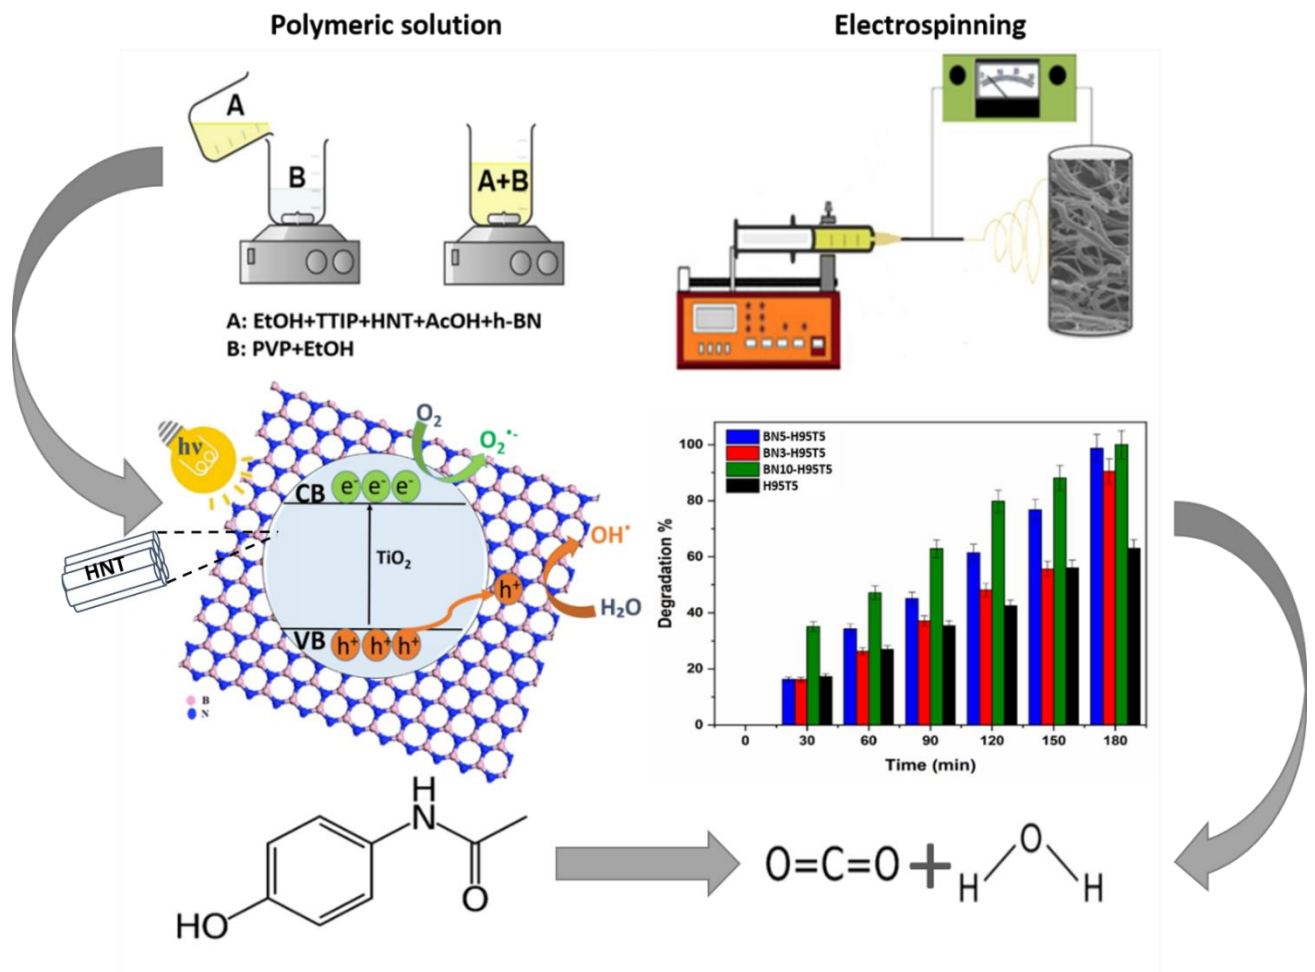 Polymeric solution
Electrospinning
A
B
A+B
A: EtOH+TTIP+HNT+AcOH+h-BN
B: PVP+EtOH
hν
O₂
O₂•-
CB
e- e- e-
TiO₂
OH•
HNT
h+
H₂O
VB
h+ h+ h+
B
N
BN5-H95T5
BN3-H95T5
BN10-H95T5
H95T5
Degradation %
100
80
60
40
20
0
0 30 60 90 120 150 180
Time (min)
H
N
O
HO
O=C=O + H O H